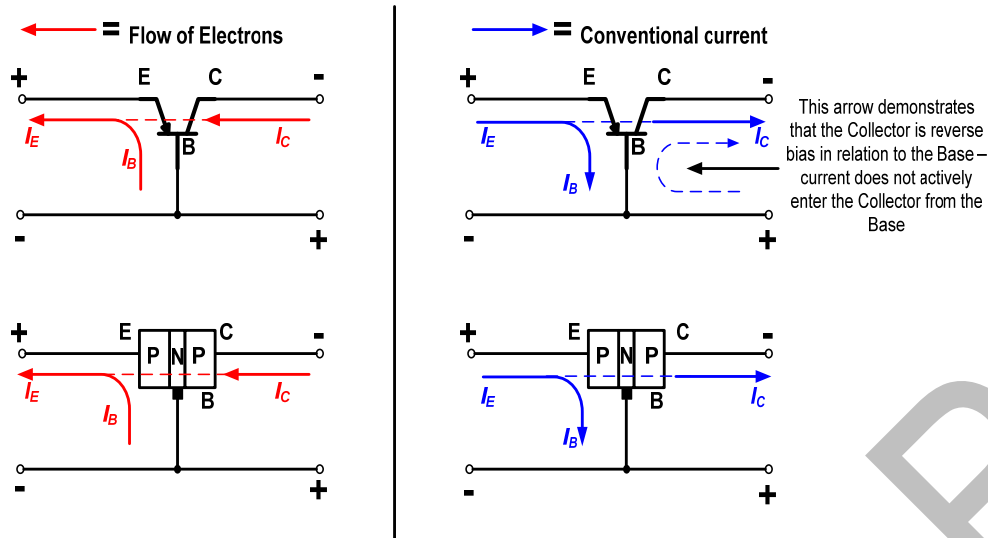 = Flow of Electrons
+ E C -
I_E I_B B I_C
- +
+ E C -
P N P
I_E I_B B I_C
- +
= Conventional current
+ E C -
I_E I_B B I_C
- +
This arrow demonstrates
that the Collector is reverse
bias in relation to the Base –
current does not actively
enter the Collector from the
Base
+ E C -
P N P
I_E I_B B I_C
- +